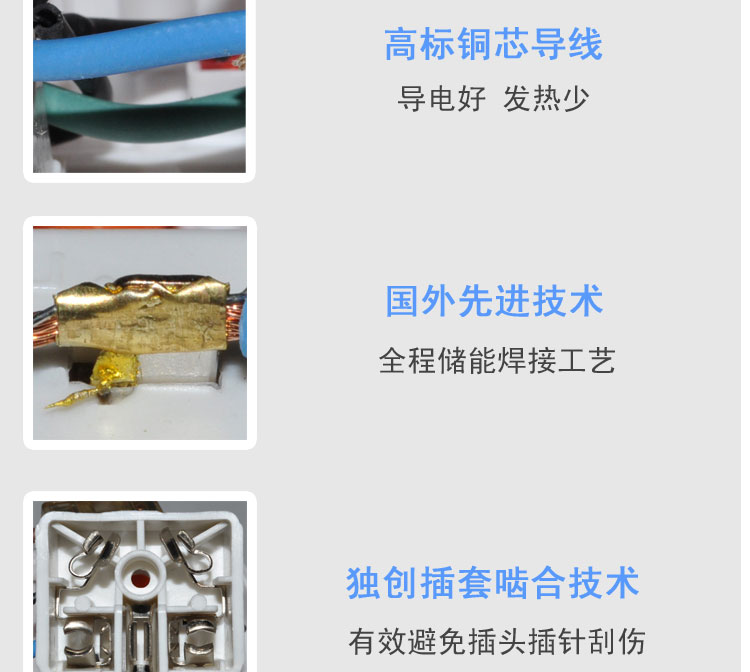 高标铜芯导线
导电好 发热少
国外先进技术
全程储能焊接工艺
独创插套啮合技术
有效避免插头插针刮伤